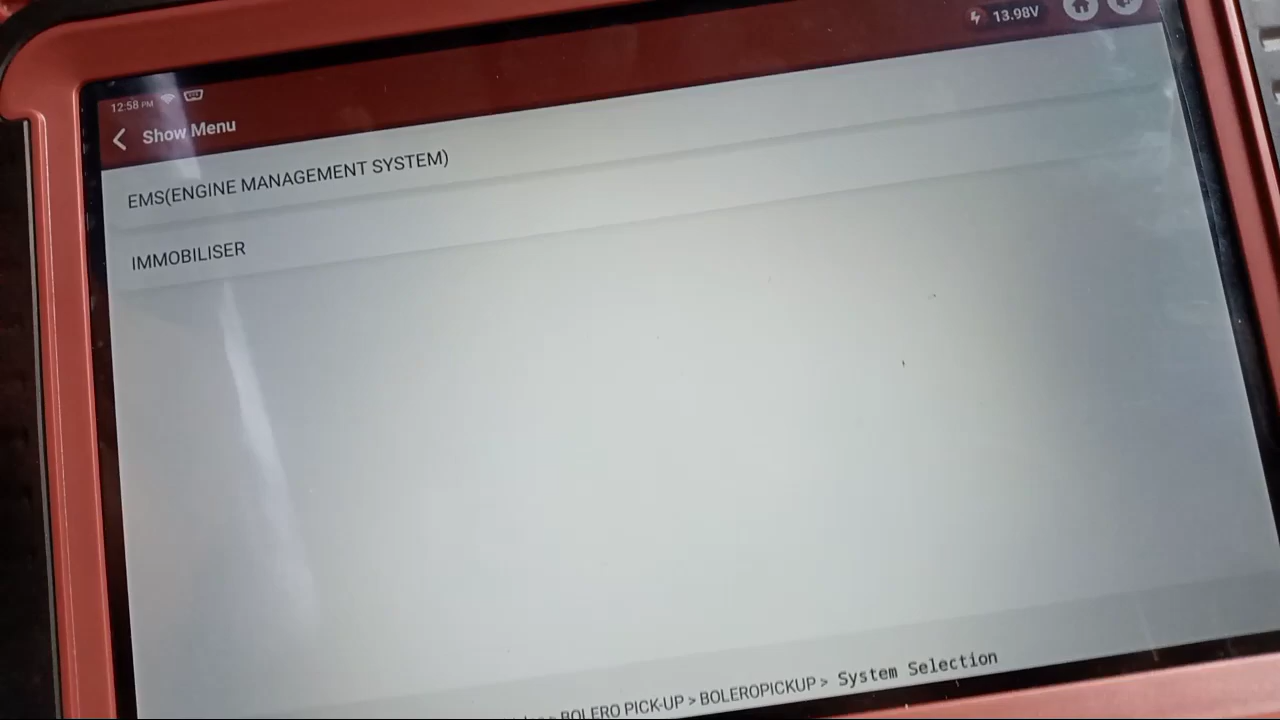 13.98V
12:58 PM
Show Menu
EMS(ENGINE MANAGEMENT SYSTEM)
IMMOBILISER
> BOLERO PICK-UP > BOLEROPICKUP > System Selection